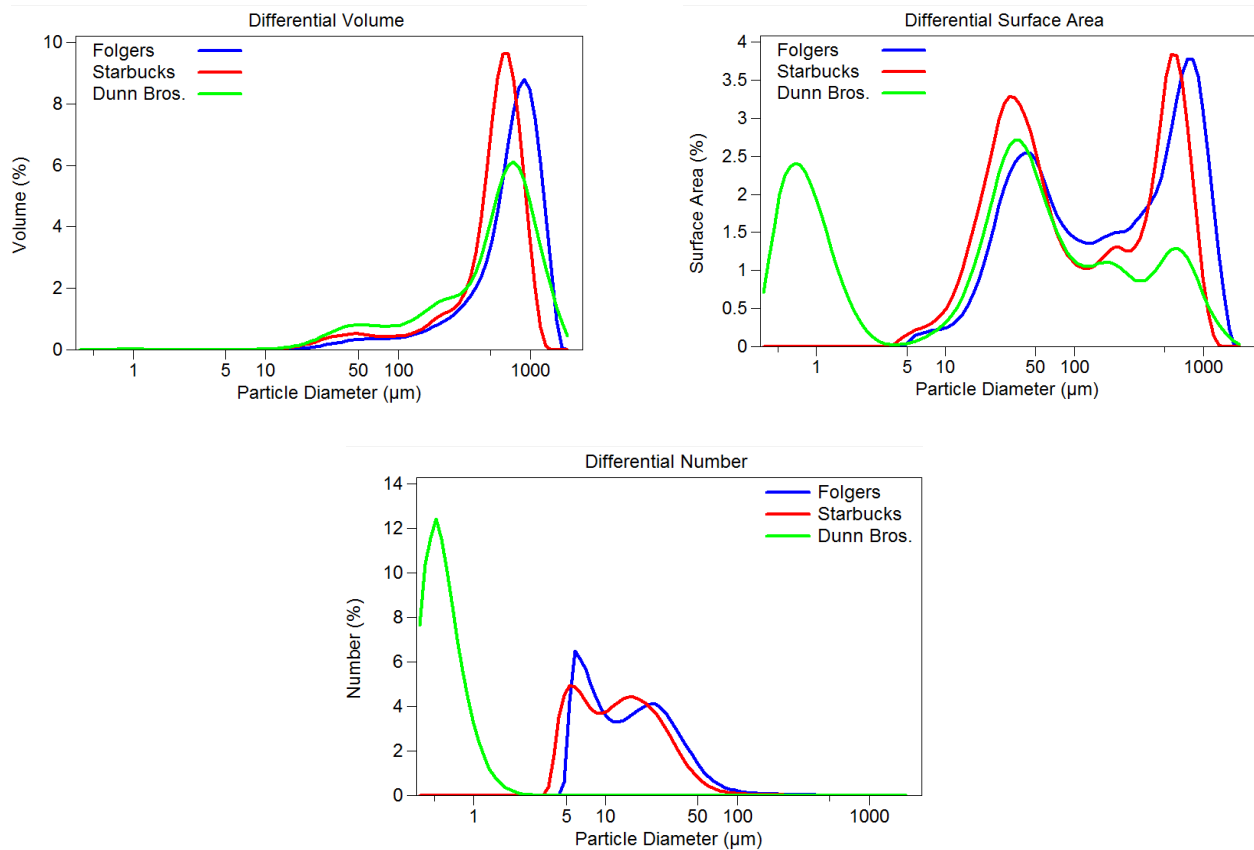 Differential Volume
10
8
6
4
2
0
Volume (%)
Folgers
Starbucks
Dunn Bros.
1 5 10 50 100 1000
Particle Diameter (µm)
Differential Surface Area
4
3.5
3
2.5
2
1.5
1
0.5
0
Surface Area (%)
Folgers
Starbucks
Dunn Bros.
1 5 10 50 100 1000
Particle Diameter (µm)
Differential Number
14
12
10
8
6
4
2
0
Number (%)
Folgers
Starbucks
Dunn Bros.
1 5 10 50 100 1000
Particle Diameter (µm)